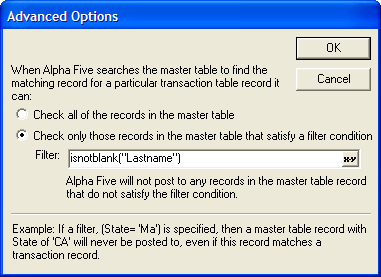 Advanced Options
OK
Cancel
When Alpha Five searches the master table to find the
matching record for a particular transaction table record it
can:
Check all of the records in the master table
Check only those records in the master table that satisfy a filter condition
Filter: isnotblank("Lastname") x-y
Alpha Five will not post to any records in the master table record
that do not satisfy the filter condition.
Example: If a filter, (State= 'Ma') is specified, then a master table record with
State of 'CA' will never be posted to, even if this record matches a
transaction record.